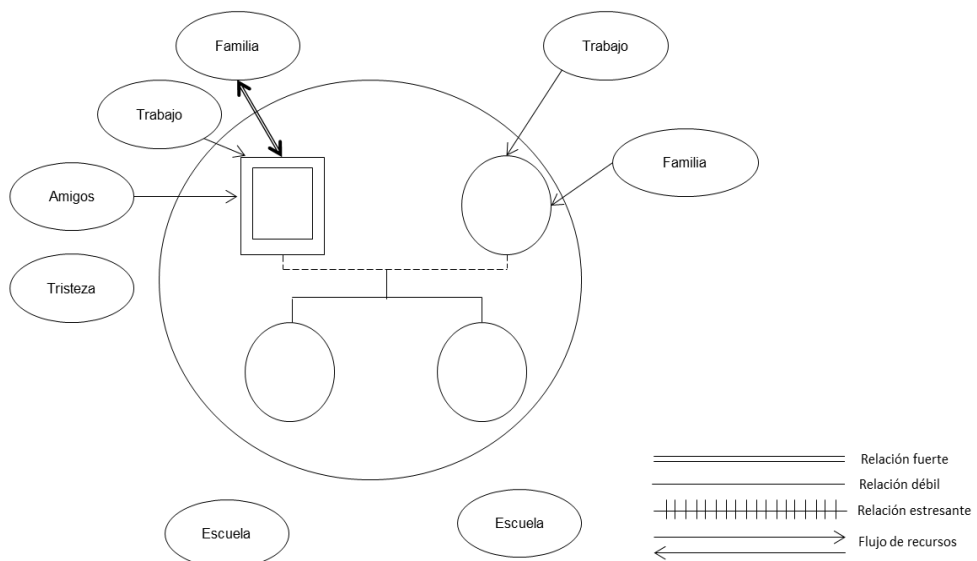 Familia
Trabajo
Trabajo
Familia
Amigos
Tristeza
Escuela
Escuela
Relación fuerte
Relación débil
Relación estresante
Flujo de recursos